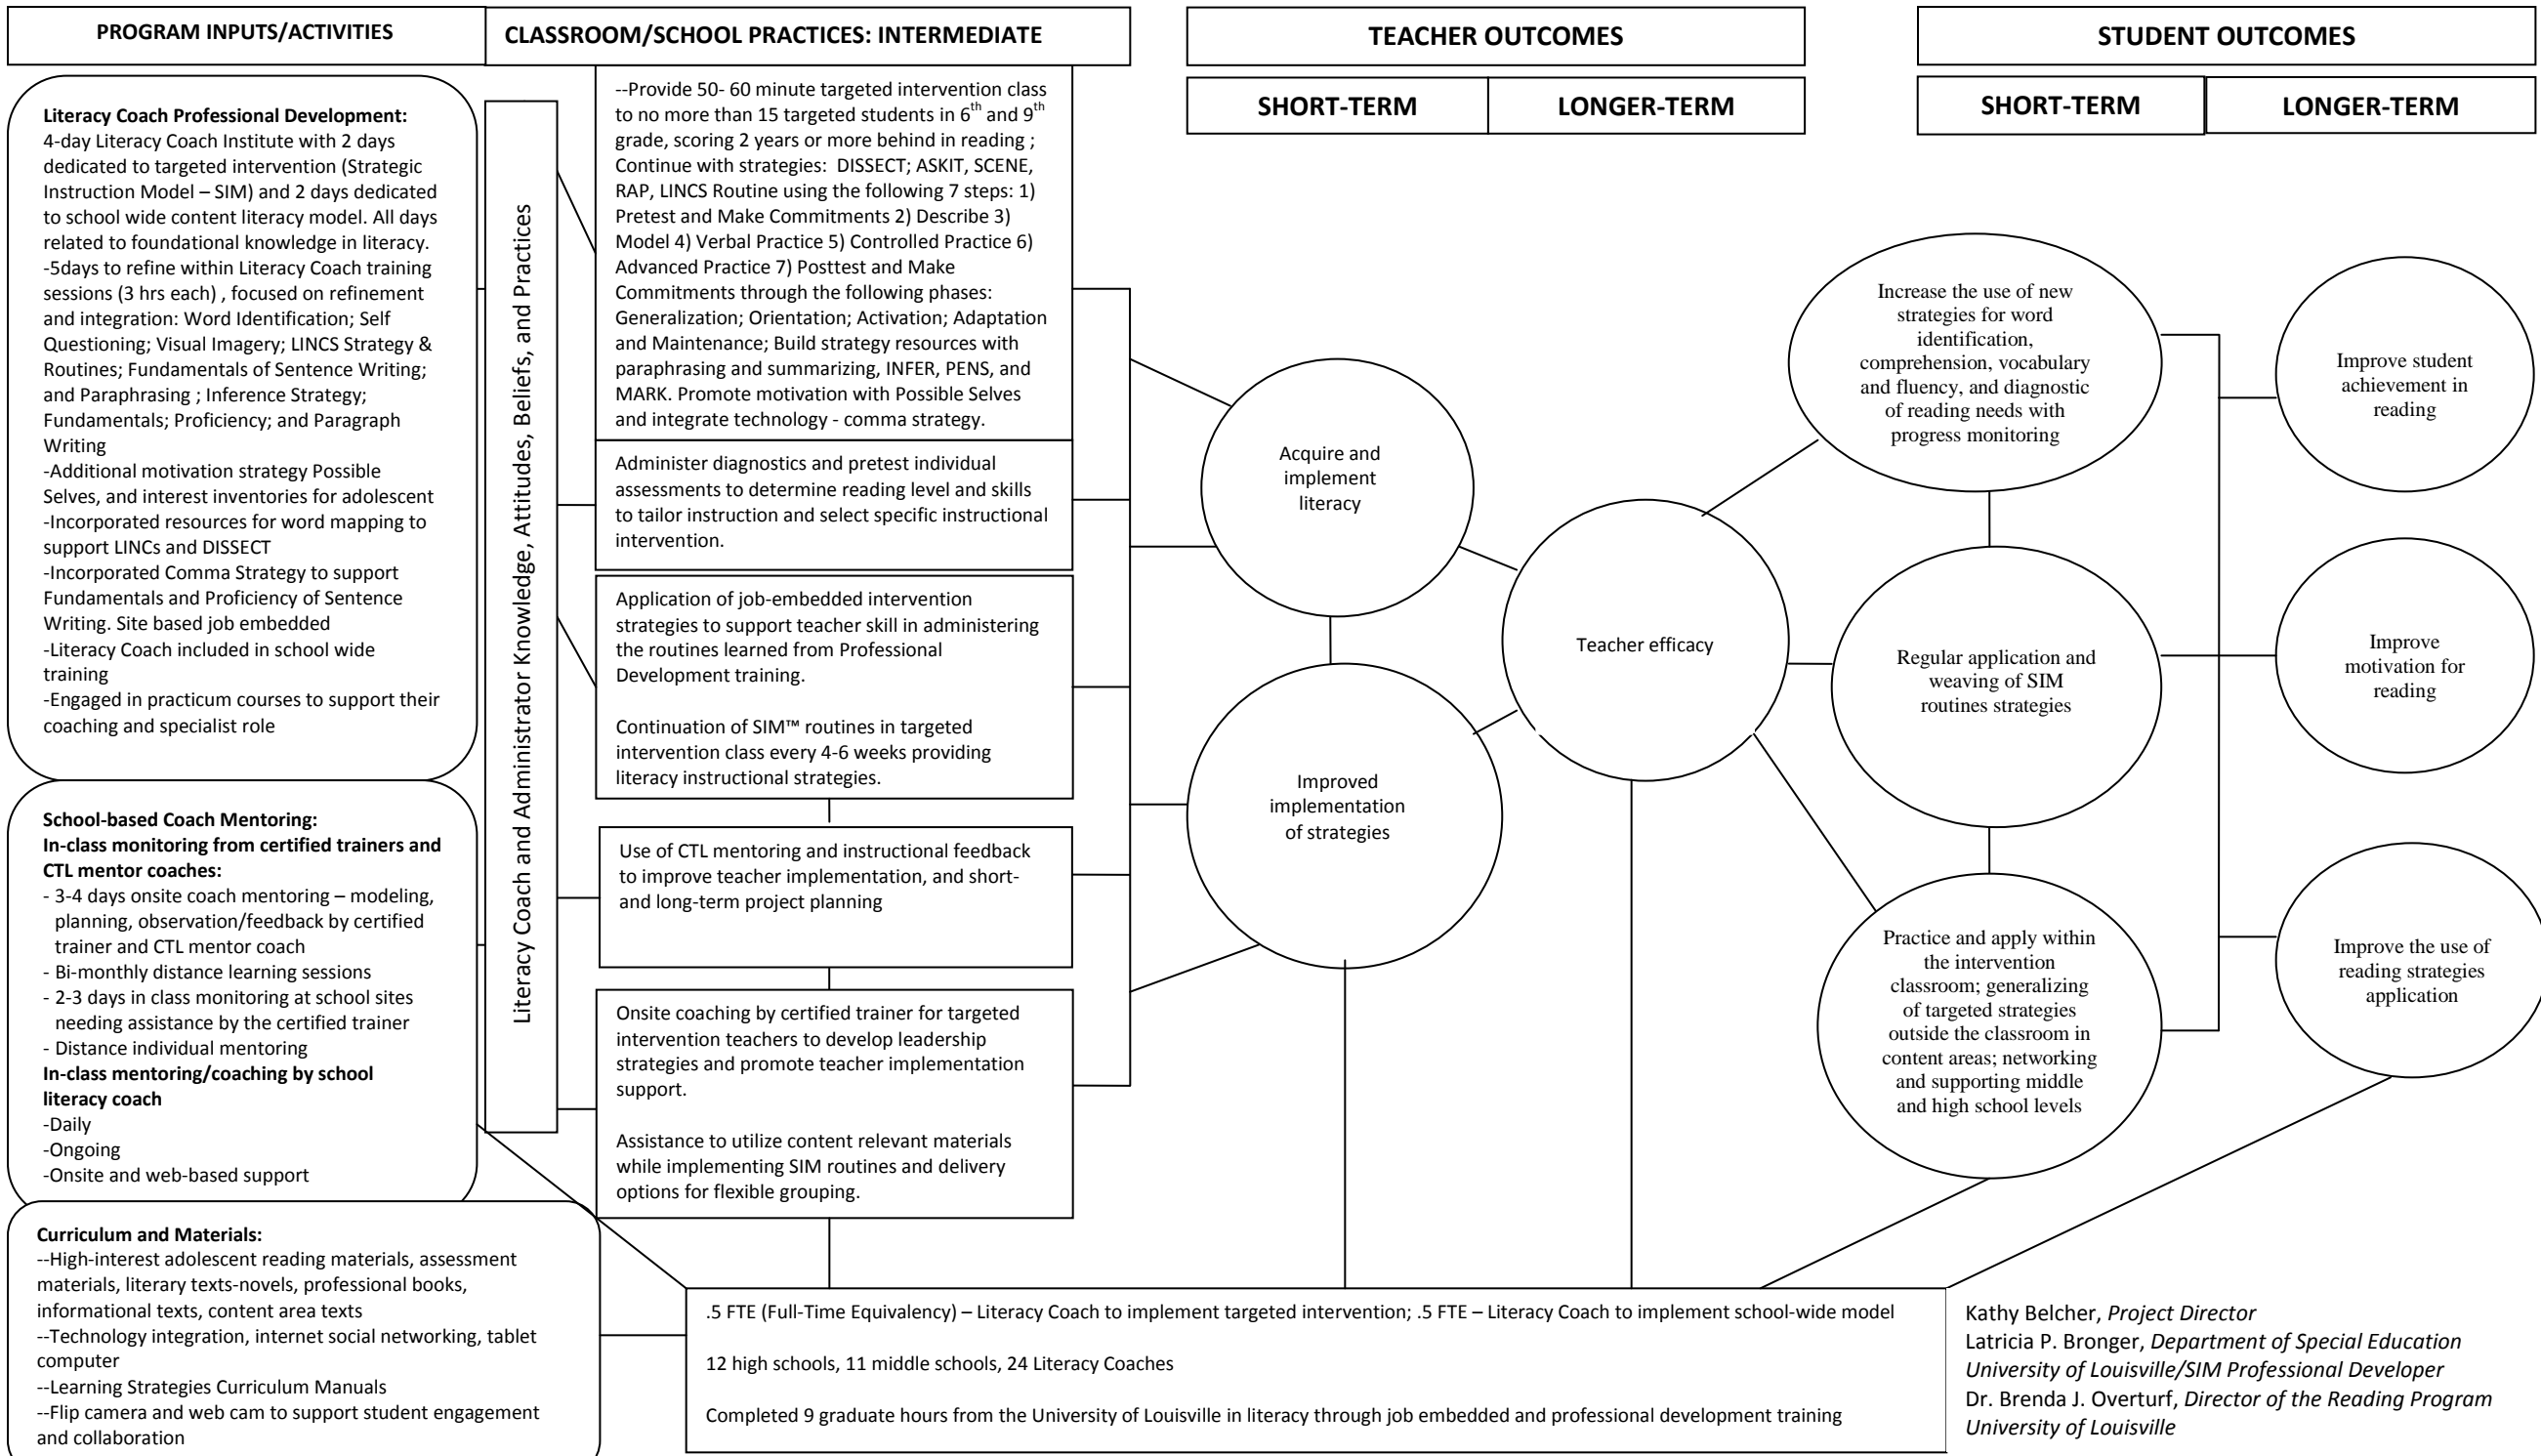 PROGRAM INPUTS/ACTIVITIES
CLASSROOM/SCHOOL PRACTICES: INTERMEDIATE
TEACHER OUTCOMES
STUDENT OUTCOMES
SHORT-TERM
LONGER-TERM
SHORT-TERM
LONGER-TERM
Literacy Coach Professional Development:
4-day Literacy Coach Institute with 2 days
dedicated to targeted intervention (Strategic
Instruction Model – SIM) and 2 days dedicated
to school wide content literacy model. All days
related to foundational knowledge in literacy.
-5days to refine within Literacy Coach training
sessions (3 hrs each) , focused on refinement
and integration: Word Identification; Self
Questioning; Visual Imagery; LINCS Strategy &
Routines; Fundamentals of Sentence Writing;
and Paraphrasing ; Inference Strategy;
Fundamentals; Proficiency; and Paragraph
Writing
-Additional motivation strategy Possible
Selves, and interest inventories for adolescent
-Incorporated resources for word mapping to
support LINCs and DISSECT
-Incorporated Comma Strategy to support
Fundamentals and Proficiency of Sentence
Writing. Site based job embedded
-Literacy Coach included in school wide
training
-Engaged in practicum courses to support their
coaching and specialist role
School-based Coach Mentoring:
In-class monitoring from certified trainers and
CTL mentor coaches:
- 3-4 days onsite coach mentoring – modeling,
planning, observation/feedback by certified
trainer and CTL mentor coach
- Bi-monthly distance learning sessions
- 2-3 days in class monitoring at school sites
needing assistance by the certified trainer
- Distance individual mentoring
In-class mentoring/coaching by school
literacy coach
-Daily
-Ongoing
-Onsite and web-based support
Curriculum and Materials:
--High-interest adolescent reading materials, assessment
materials, literary texts-novels, professional books,
informational texts, content area texts
--Technology integration, internet social networking, tablet
computer
--Learning Strategies Curriculum Manuals
--Flip camera and web cam to support student engagement
and collaboration
Literacy Coach and Administrator Knowledge, Attitudes, Beliefs, and Practices
--Provide 50- 60 minute targeted intervention class
to no more than 15 targeted students in 6th and 9th
grade, scoring 2 years or more behind in reading ;
Continue with strategies: DISSECT; ASKIT, SCENE,
RAP, LINCS Routine using the following 7 steps: 1)
Pretest and Make Commitments 2) Describe 3)
Model 4) Verbal Practice 5) Controlled Practice 6)
Advanced Practice 7) Posttest and Make
Commitments through the following phases:
Generalization; Orientation; Activation; Adaptation
and Maintenance; Build strategy resources with
paraphrasing and summarizing, INFER, PENS, and
MARK. Promote motivation with Possible Selves
and integrate technology - comma strategy.
Administer diagnostics and pretest individual
assessments to determine reading level and skills
to tailor instruction and select specific instructional
intervention.
Application of job-embedded intervention
strategies to support teacher skill in administering
the routines learned from Professional
Development training.
Continuation of SIM™ routines in targeted
intervention class every 4-6 weeks providing
literacy instructional strategies.
Use of CTL mentoring and instructional feedback
to improve teacher implementation, and short-
and long-term project planning
Onsite coaching by certified trainer for targeted
intervention teachers to develop leadership
strategies and promote teacher implementation
support.
Assistance to utilize content relevant materials
while implementing SIM routines and delivery
options for flexible grouping.
Acquire and
implement
literacy
Improved
implementation
of strategies
Teacher efficacy
Increase the use of new
strategies for word
identification,
comprehension, vocabulary
and fluency, and diagnostic
of reading needs with
progress monitoring
Regular application and
weaving of SIM
routines strategies
Practice and apply within
the intervention
classroom; generalizing
of targeted strategies
outside the classroom in
content areas; networking
and supporting middle
and high school levels
Improve student
achievement in
reading
Improve
motivation for
reading
Improve the use of
reading strategies
application
.5 FTE (Full-Time Equivalency) – Literacy Coach to implement targeted intervention; .5 FTE – Literacy Coach to implement school-wide model
12 high schools, 11 middle schools, 24 Literacy Coaches
Completed 9 graduate hours from the University of Louisville in literacy through job embedded and professional development training
Kathy Belcher, Project Director
Latricia P. Bronger, Department of Special Education
University of Louisville/SIM Professional Developer
Dr. Brenda J. Overturf, Director of the Reading Program
University of Louisville